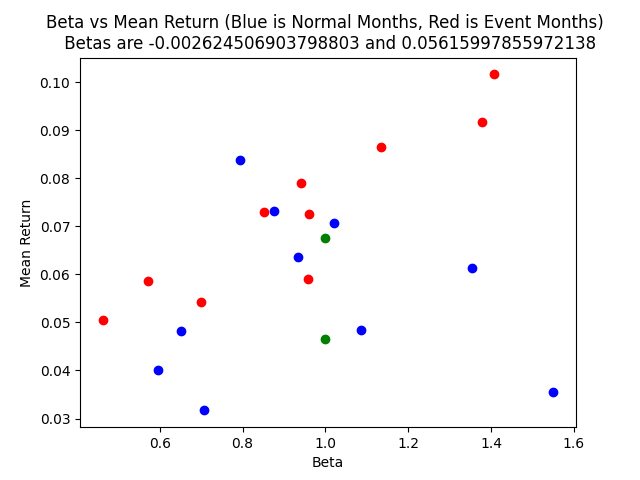 Beta vs Mean Return (Blue is Normal Months, Red is Event Months)
Betas are -0.002624506903798803 and 0.05615997855972138
0.10
0.09
0.08
0.07
0.06
0.05
0.04
0.03
Mean Return
0.6 0.8 1.0 1.2 1.4 1.6
Beta